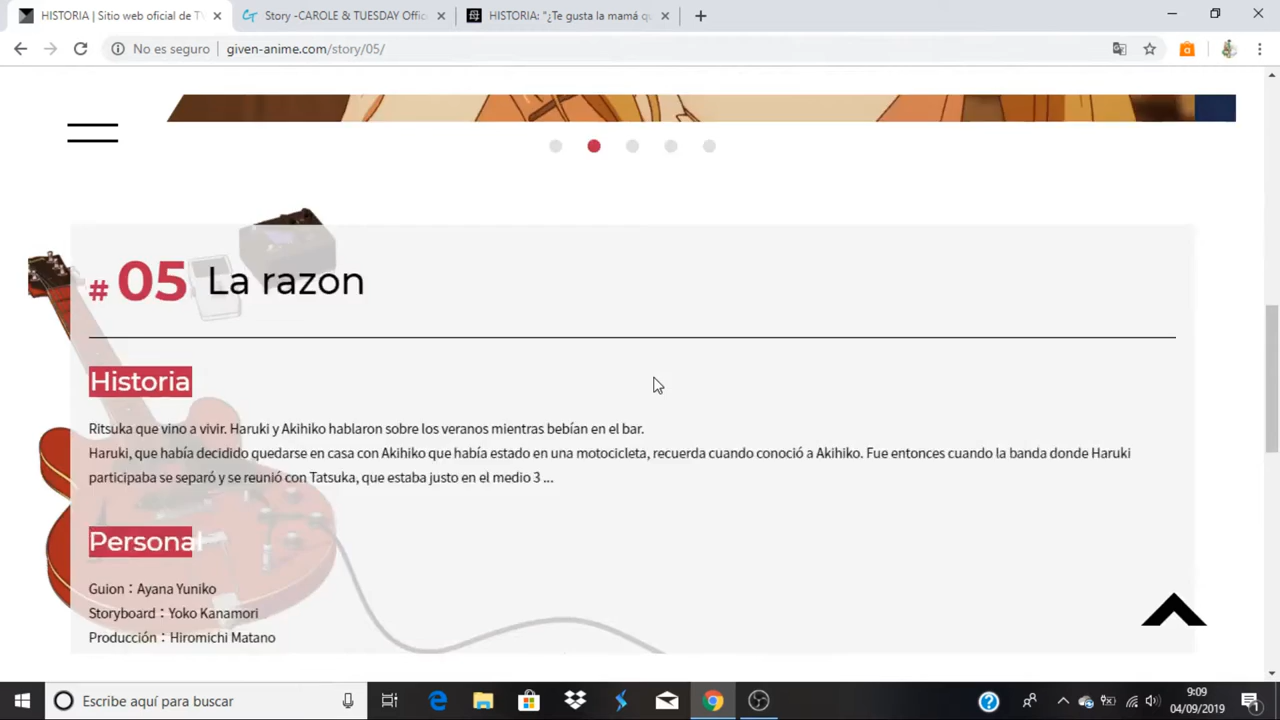 HISTORIA | Sitio web oficial de TV
Story -CAROLE & TUESDAY Offic
HISTORIA: "¿Te gusta la mamá qu
No es seguro
given-anime.com/story/05/
# 05 La razon
Historia
Ritsuka que vino a vivir. Haruki y Akihiko hablaron sobre los veranos mientras bebían en el bar.
Haruki, que había decidido quedarse en casa con Akihiko que había estado en una motocicleta, recuerda cuando conoció a Akihiko. Fue entonces cuando la banda donde Haruki
participaba se separó y se reunió con Tatsuka, que estaba justo en el medio 3 ...
Personal
Guion：Ayana Yuniko
Storyboard：Yoko Kanamori
Producción：Hiromichi Matano
Escribe aquí para buscar
9:09
04/09/2019